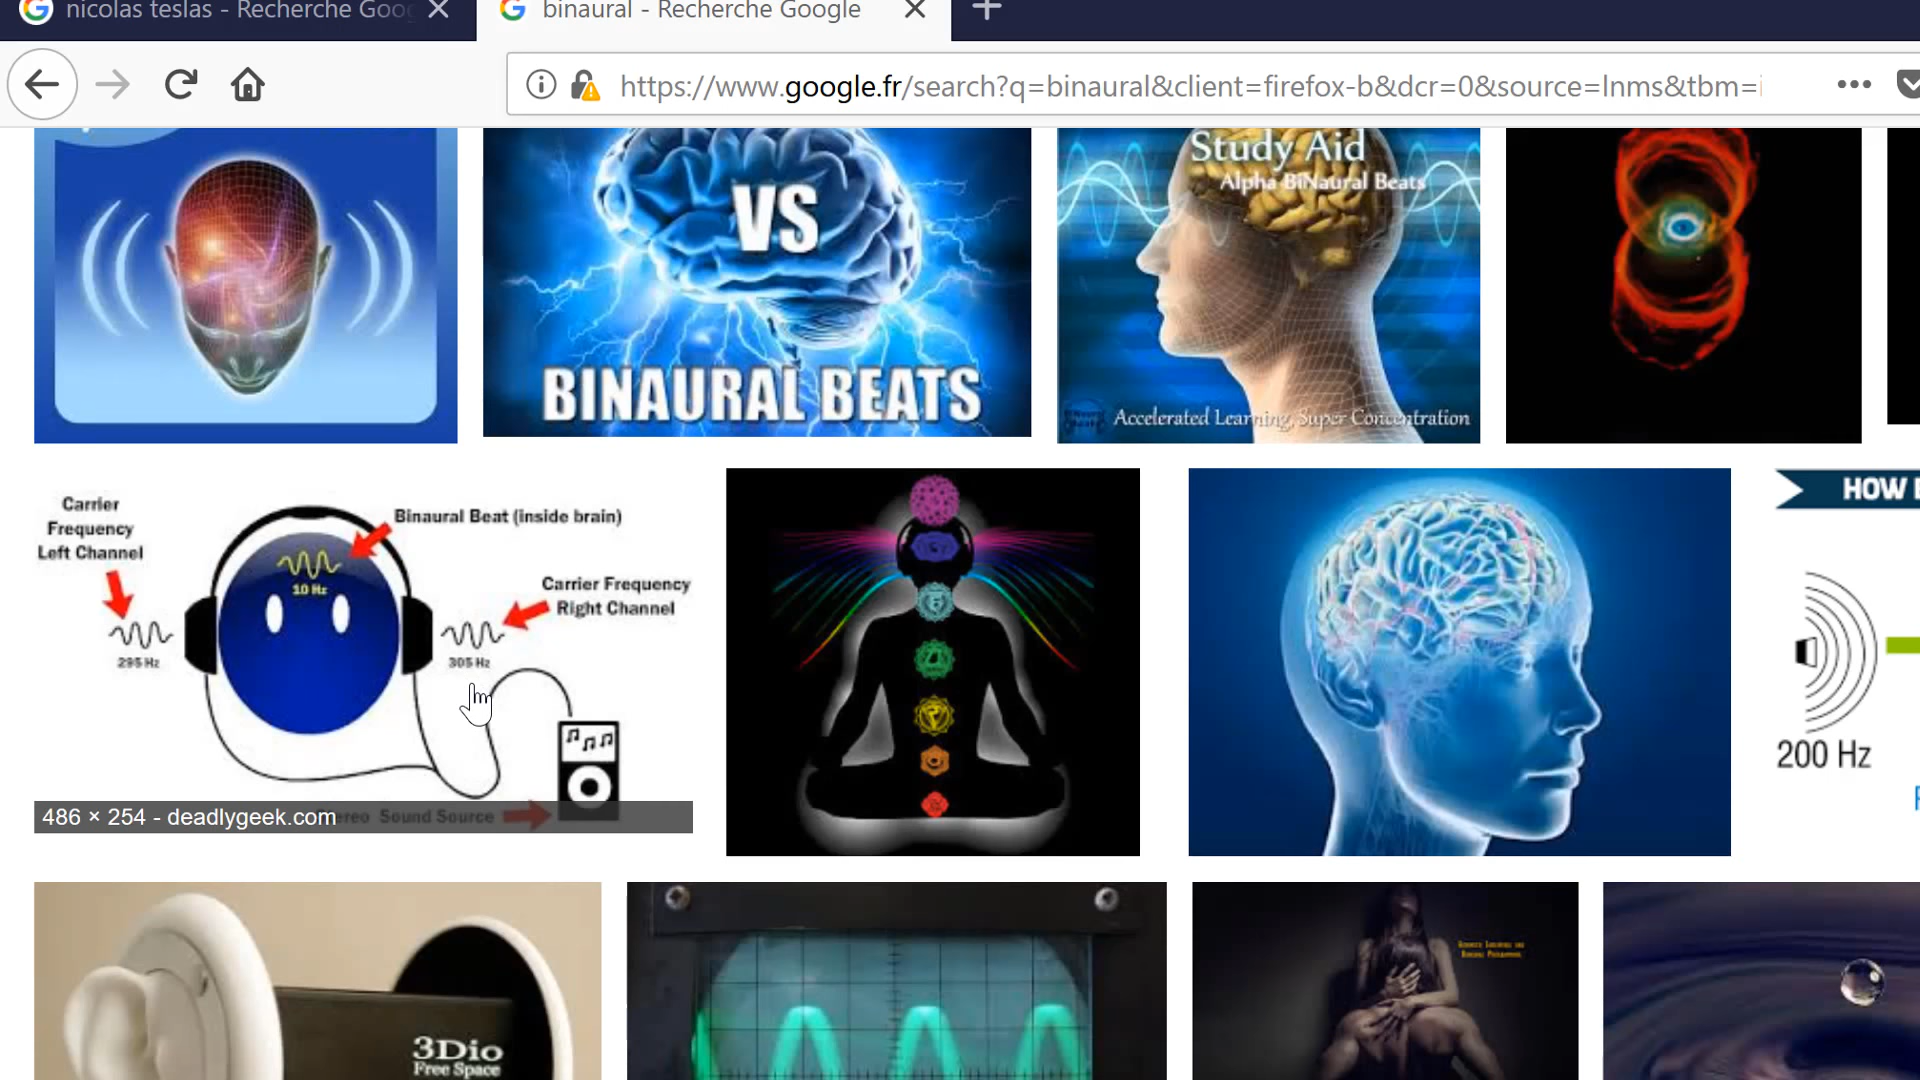 nicolas teslas - Recherche Goo
binaural - Recherche Google
https://www.google.fr/search?q=binaural&client=firefox-b&dcr=0&source=lnms&tbm=i
VS
BINAURAL BEATS
Study Aid
Alpha BiNaural Beats
Accelerated Learning, Super Concentration
Carrier
Frequency
Left Channel
Binaural Beat (inside brain)
10 Hz
Carrier Frequency
Right Channel
295 Hz
305 Hz
486 × 254 - deadlygeek.com
Sound Source
HOW
200 Hz
3Dio
Free Space